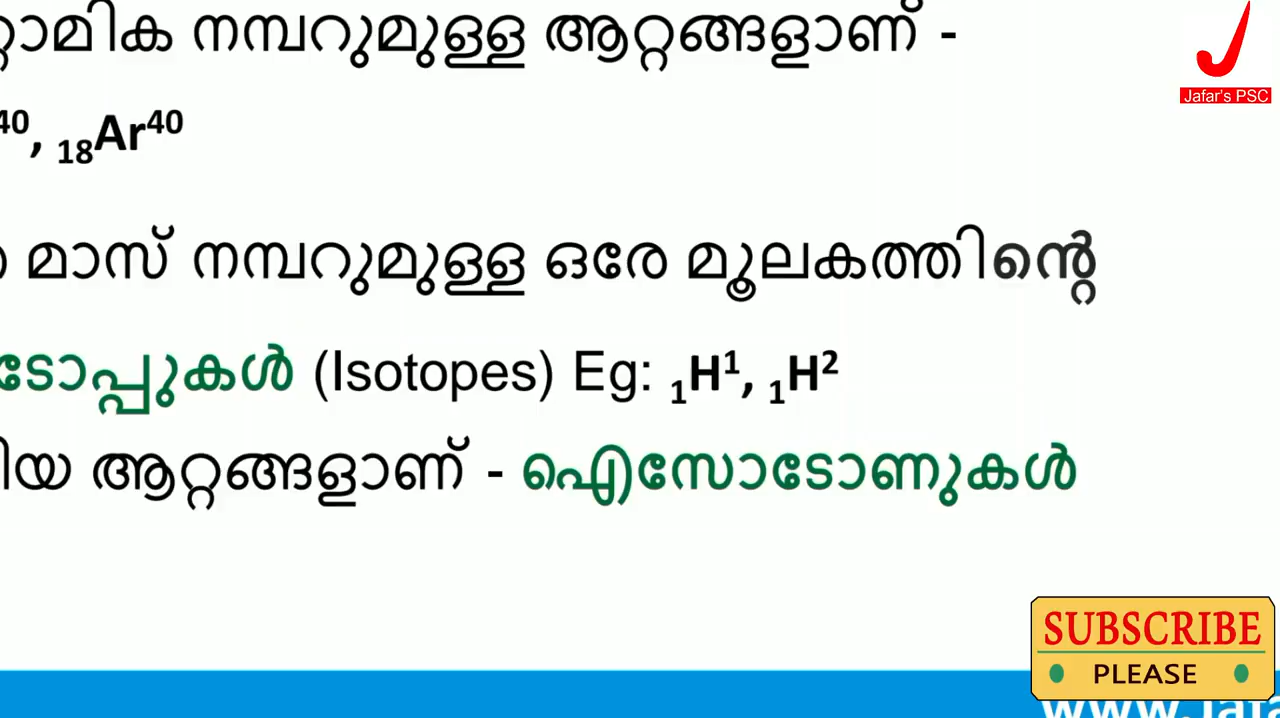 നമ്പറുമുള്ള ആറ്റങ്ങളാണ് -
40, ₁₈Ar⁴⁰
മാസ് നമ്പറുമുള്ള ഒരേ മൂലകത്തിന്റെ
ടോപ്പുകൾ (Isotopes) Eg: ₁H¹, ₁H²
ആറ്റങ്ങളാണ് - ഐസോടോണുകൾ
Jafar's PSC
SUBSCRIBE
PLEASE